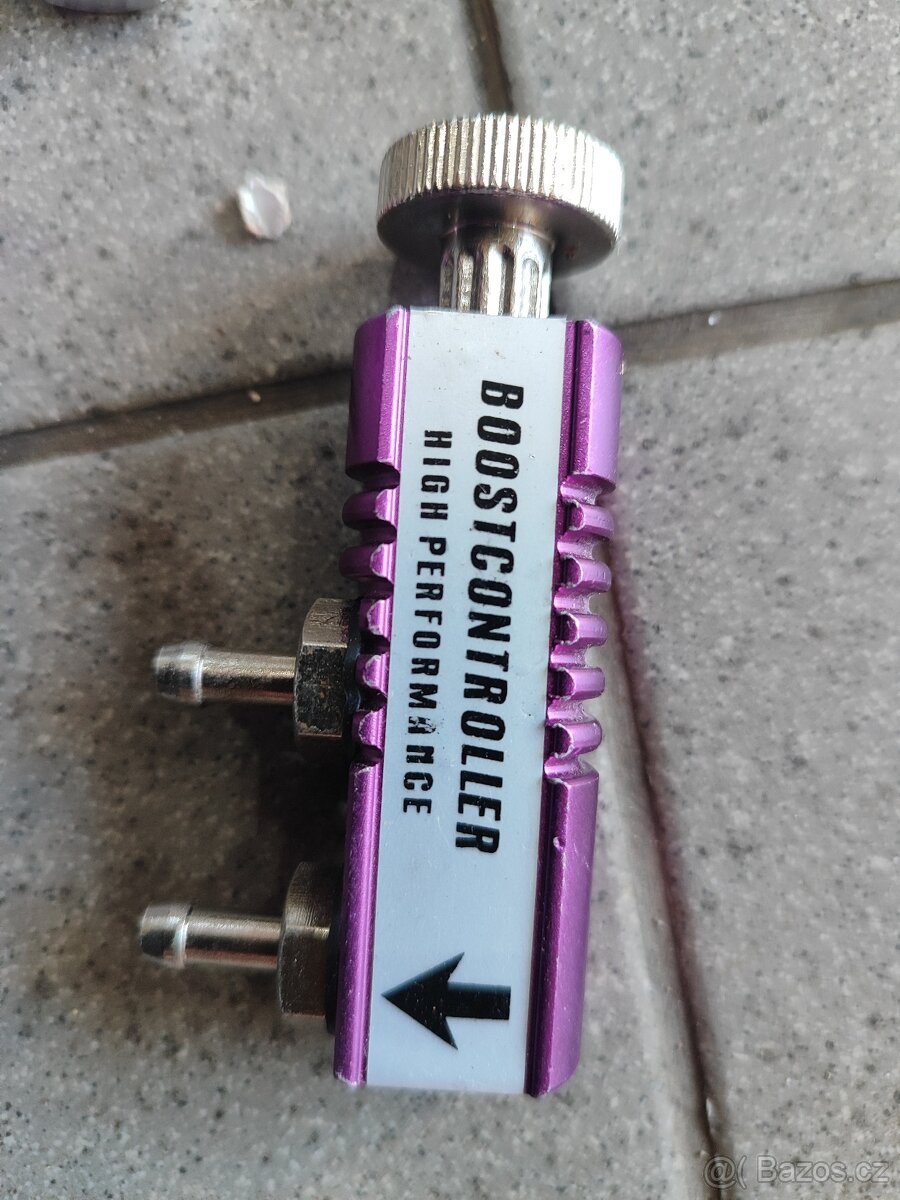 BOOSTCONTROLLER
HIGH PERFORMANCE
@( Bazos.cz